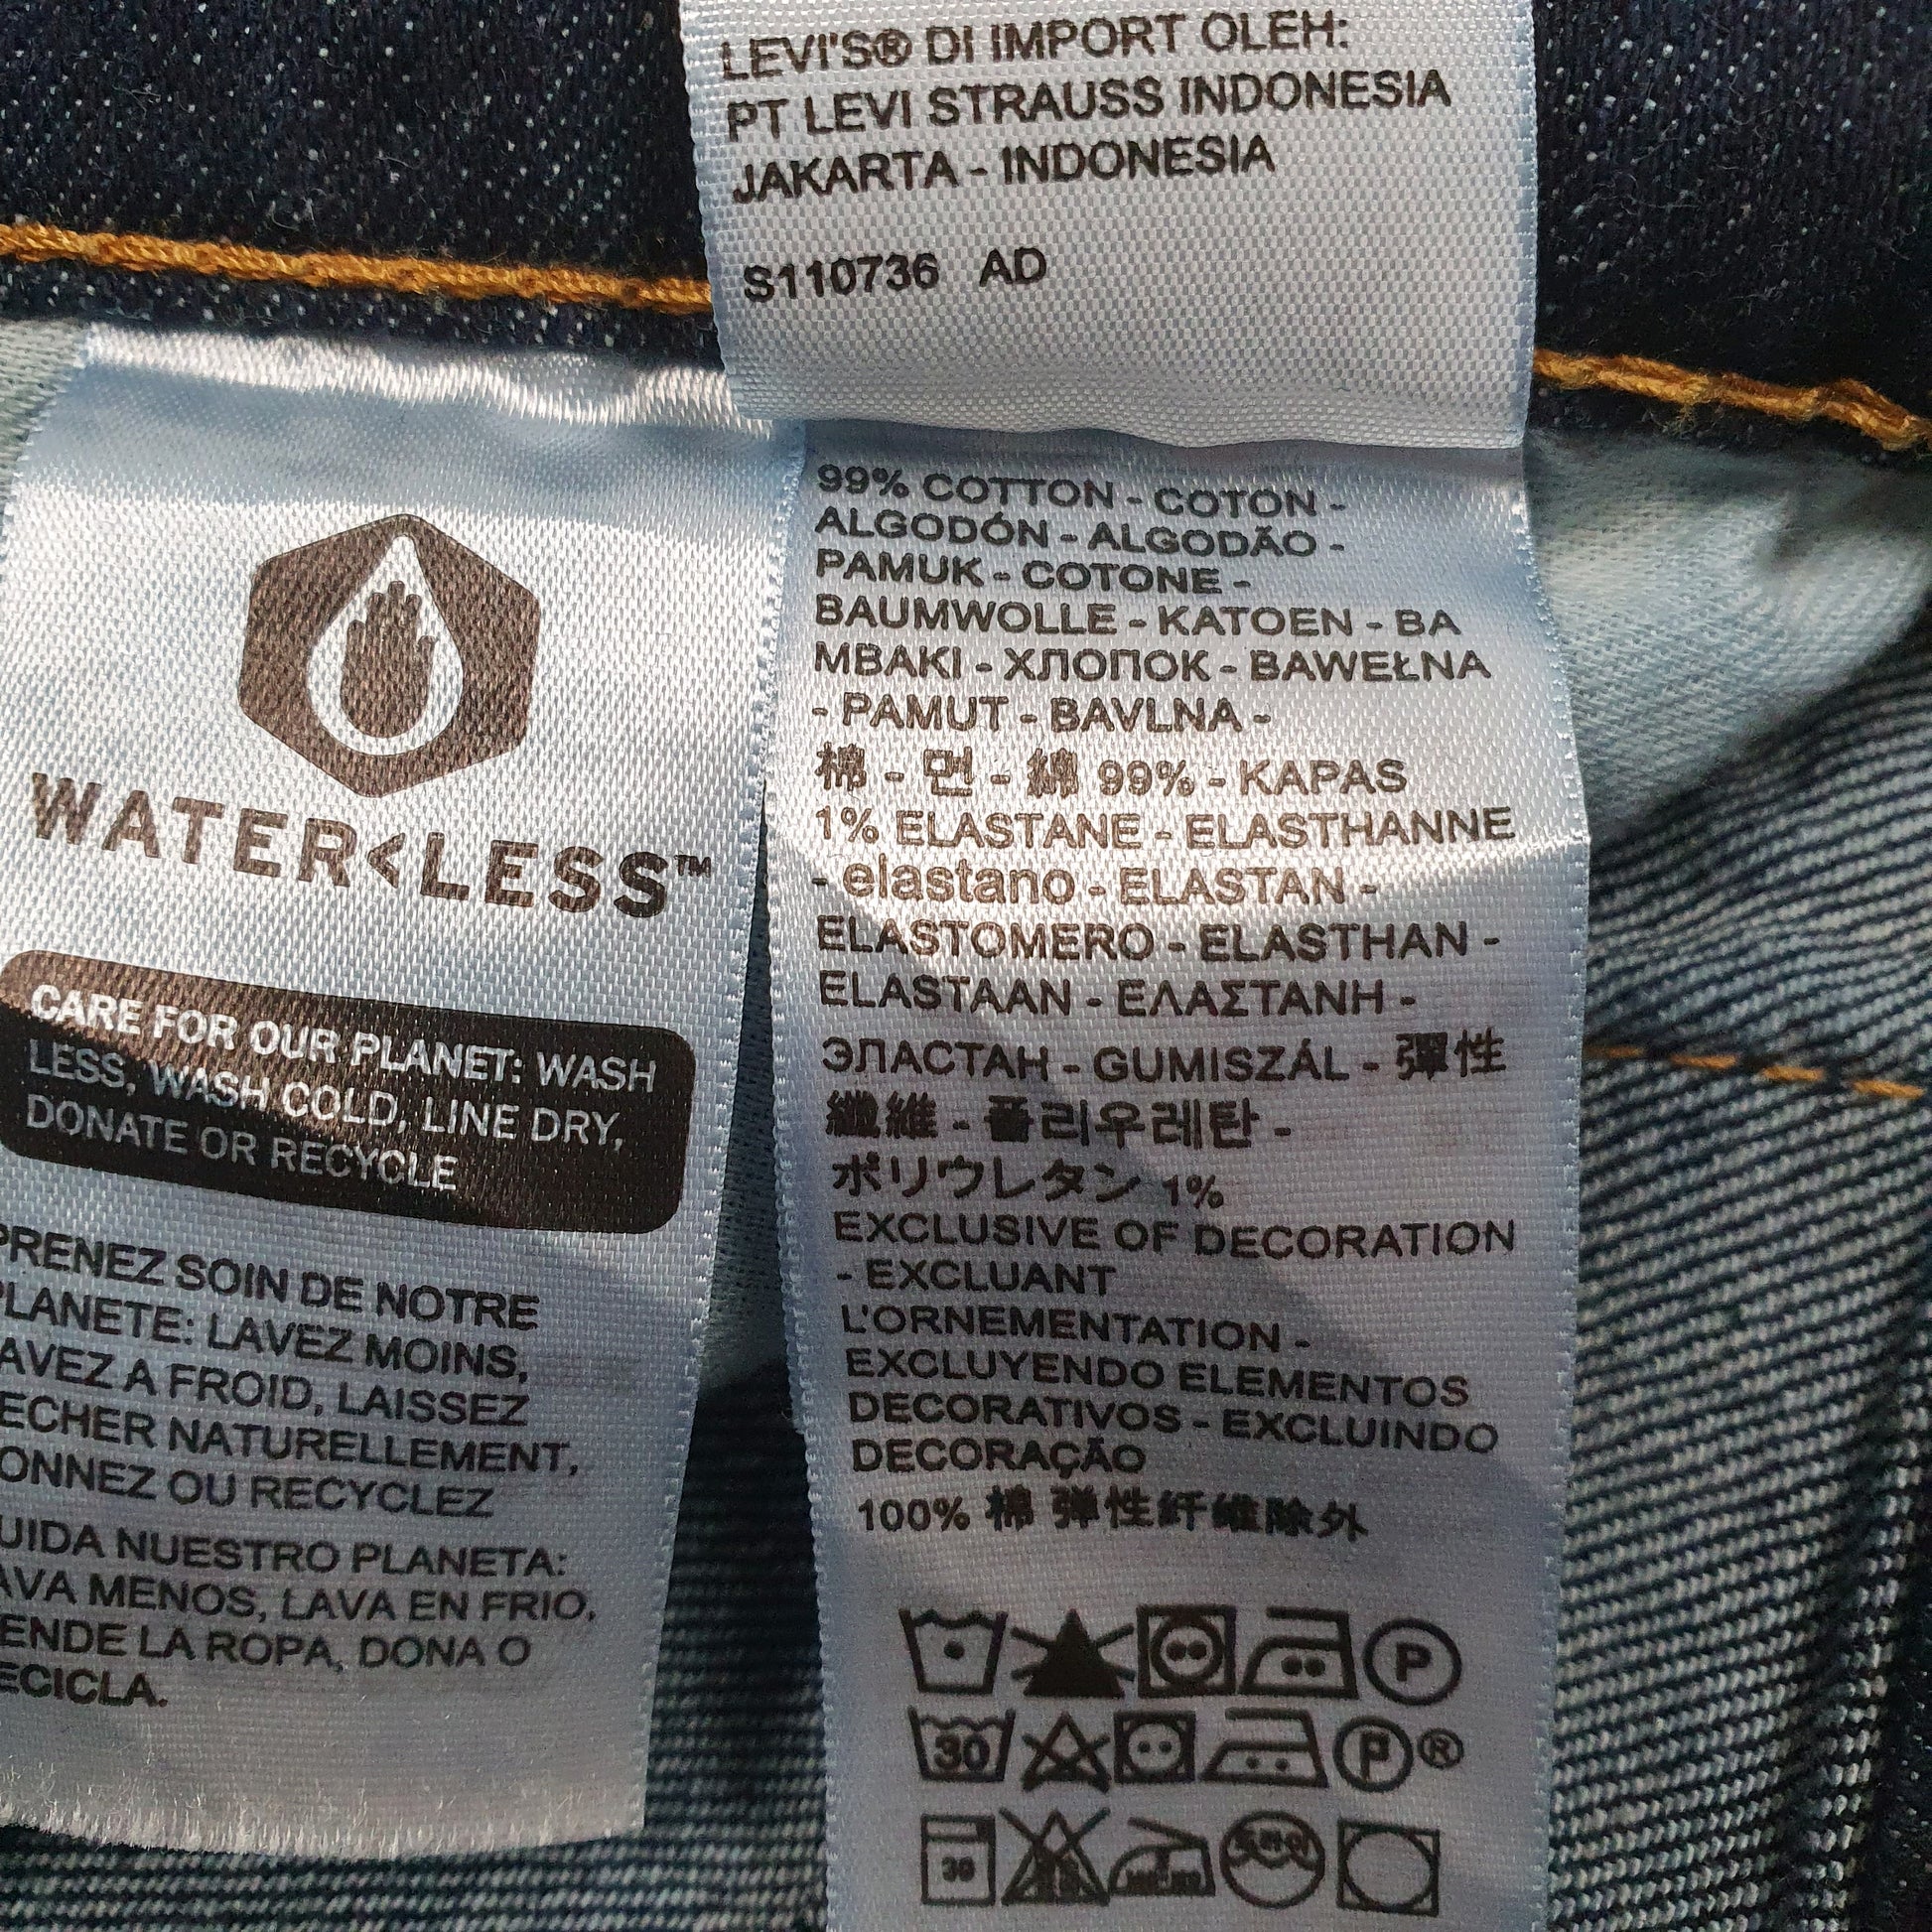 LEVI'S® DI IMPORT OLEH:
PT LEVI STRAUSS INDONESIA
JAKARTA - INDONESIA
S110736 AD
WATER<LESS™
CARE FOR OUR PLANET: WASH
LESS, WASH COLD, LINE DRY,
DONATE OR RECYCLE
PRENEZ SOIN DE NOTRE
PLANETE: LAVEZ MOINS,
AVEZ A FROID, LAISSEZ
ECHER NATURELLEMENT,
ONNEZ OU RECYCLEZ
UIDA NUESTRO PLANETA:
AVA MENOS, LAVA EN FRIO,
ENDE LA ROPA, DONA O
ECICLA.
99% COTTON - COTON -
ALGODÓN - ALGODÃO -
PAMUK - COTONE -
BAUMWOLLE - KATOEN - BA
MBAKI - ХЛОПОК - BAWEŁNA
- PAMUT - BAVLNA -
棉 - 면 - 綿 99% - KAPAS
1% ELASTANE - ELASTHANNE
- elastano - ELASTAN -
ELASTOMERO - ELASTHAN -
ELASTAAN - ΕΛΑΣΤΑΝΗ -
ЭЛАСТАН - GUMISZÁL - 彈性
纖維 - 폴리우레탄 -
ポリウレタン 1%
EXCLUSIVE OF DECORATION
- EXCLUANT
L'ORNEMENTATION -
EXCLUYENDO ELEMENTOS
DECORATIVOS - EXCLUINDO
DECORAÇÃO
100% 棉 弹性纤维除外
P
30 P ®
30